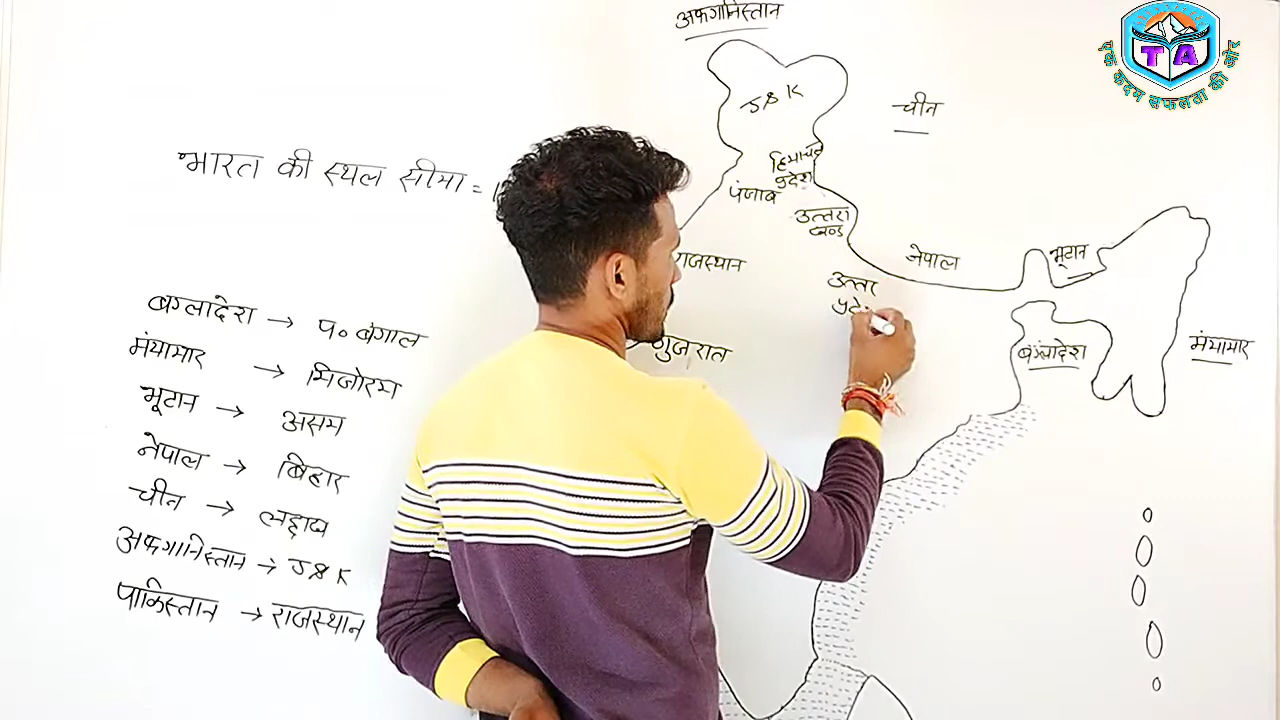 अफगानिस्तान
TA
एक कदम सफलता की ओर
J&K
चीन
भारत की स्थल सीमा =
हिमाचल
प्रदेश
पंजाब
उत्तरा
खण्ड
राजस्थान
नेपाल
भूटान
उत्तर
गुजरात
बंग्लादेश
मंयामार
बंग्लादेश → प० बंगाल
मंयामार → मिजोरम
भूटान → असम
नेपाल → बिहार
चीन → लद्दाख
अफगानिस्तान → J&K
पाकिस्तान → राजस्थान